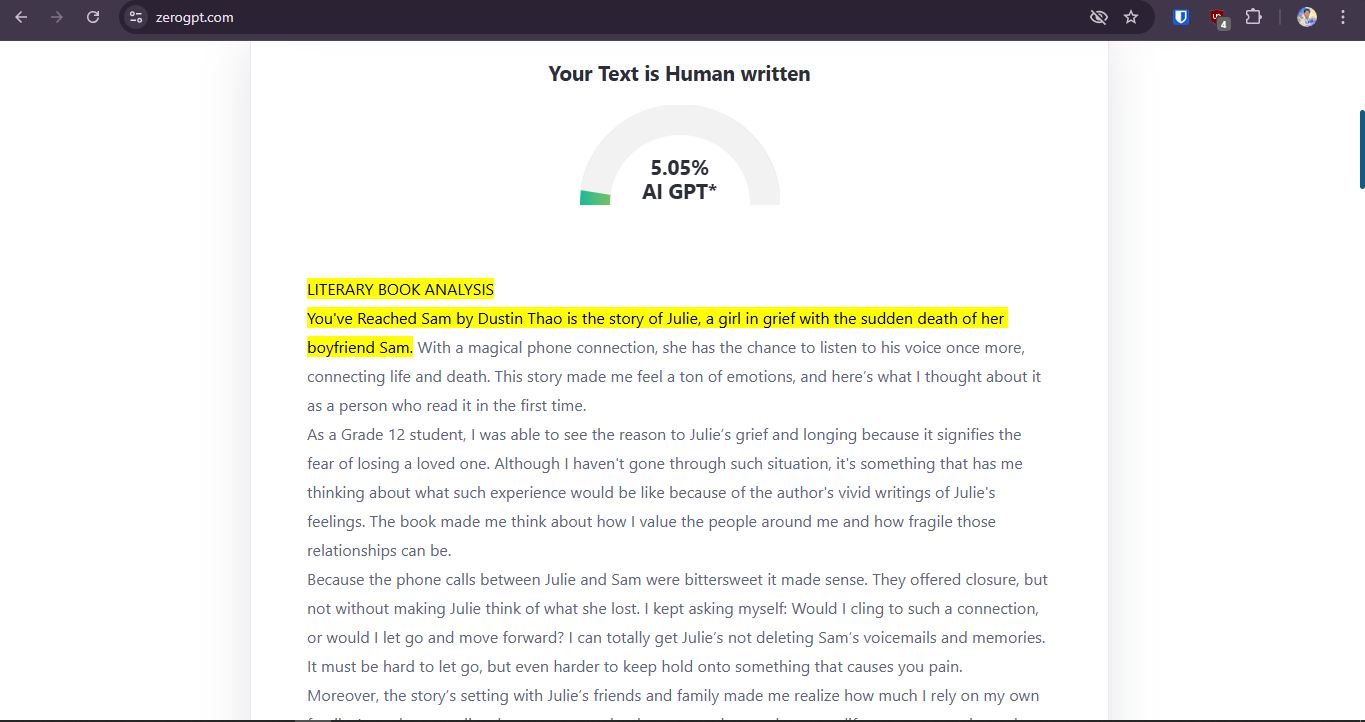 zerogpt.com
4
Your Text is Human written
5.05%
AI GPT*
LITERARY BOOK ANALYSIS
You've Reached Sam by Dustin Thao is the story of Julie, a girl in grief with the sudden death of her
boyfriend Sam. With a magical phone connection, she has the chance to listen to his voice once more,
connecting life and death. This story made me feel a ton of emotions, and here's what I thought about it
as a person who read it in the first time.
As a Grade 12 student, I was able to see the reason to Julie's grief and longing because it signifies the
fear of losing a loved one. Although I haven't gone through such situation, it's something that has me
thinking about what such experience would be like because of the author's vivid writings of Julie's
feelings. The book made me think about how I value the people around me and how fragile those
relationships can be.
Because the phone calls between Julie and Sam were bittersweet it made sense. They offered closure, but
not without making Julie think of what she lost. I kept asking myself: Would I cling to such a connection,
or would I let go and move forward? I can totally get Julie's not deleting Sam's voicemails and memories.
It must be hard to let go, but even harder to keep hold onto something that causes you pain.
Moreover, the story's setting with Julie's friends and family made me realize how much I rely on my own